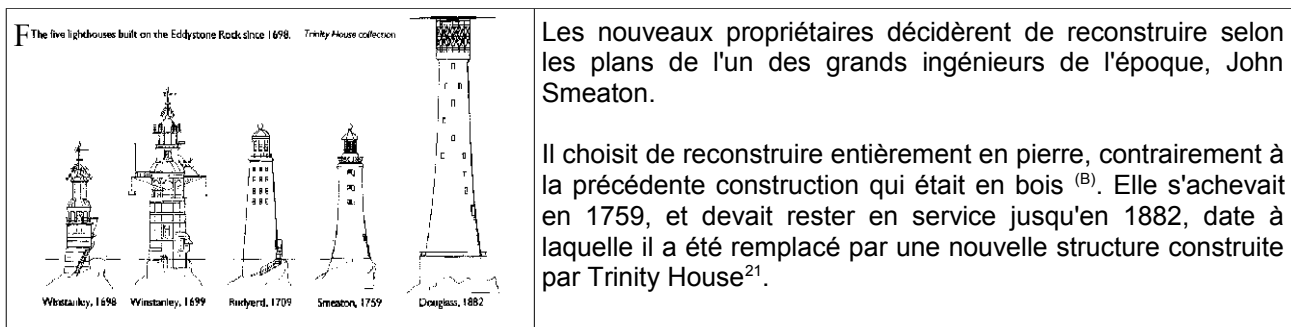 F The five lighthouses built on the Eddystone Rock since 1698. Trinity House collection
Winstanley, 1698 Winstanley, 1699 Rudyerd, 1709 Smeaton, 1759 Douglass, 1882
Les nouveaux propriétaires décidèrent de reconstruire selon
les plans de l'un des grands ingénieurs de l'époque, John
Smeaton.
Il choisit de reconstruire entièrement en pierre, contrairement à
la précédente construction qui était en bois (B). Elle s'achevait
en 1759, et devait rester en service jusqu'en 1882, date à
laquelle il a été remplacé par une nouvelle structure construite
par Trinity House21.